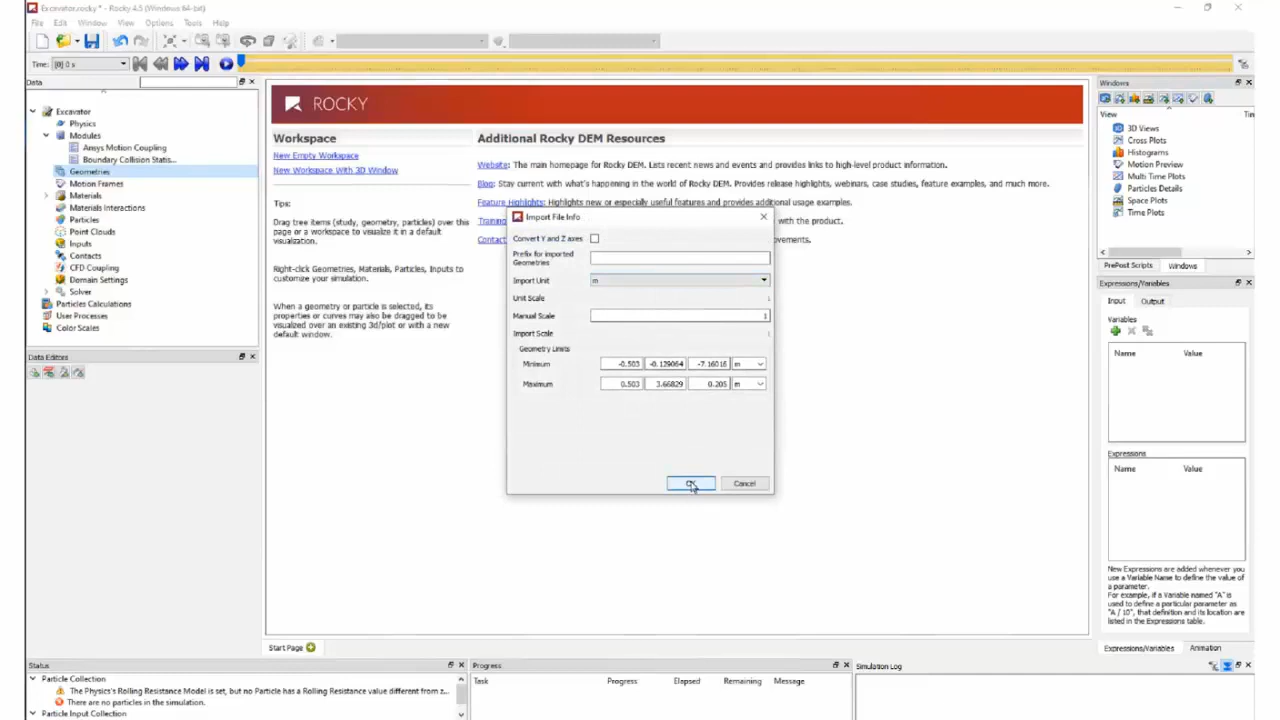 Excavator.rocky * - Rocky 4.5 (Windows 64-bit)
File Edit Window View Options Tools Help
Time: [0] 0 s
Data
Excavator
Physics
Modules
Ansys Motion Coupling
Boundary Collision Statis...
Geometries
Motion Frames
Materials
Materials Interactions
Particles
Point Clouds
Inputs
Contacts
CFD Coupling
Domain Settings
Solver
Particles Calculations
User Processes
Color Scales
Data Editors
ROCKY
Workspace
New Empty Workspace
New Workspace With 3D Window
Tips:
Drag tree items (study, geometry, particles) over this
page or a workspace to visualize it in a default
visualization.
Right-click Geometries, Materials, Particles, Inputs to
customize your simulation.
When a geometry or particle is selected, its
properties or curves may also be dragged to be
visualized over an existing 3d/plot or with a new
default window.
Additional Rocky DEM Resources
Website: The main homepage for Rocky DEM. Lists recent news and events and provides links to high-level product information.
Blog: Stay current with what's happening in the world of Rocky DEM. Provides release highlights, webinars, case studies, feature examples, and much more.
Feature Highlights: Highlights new or especially useful features and provides additional usage examples.
Training
with the product.
Contact
Import File Info
Convert Y and Z axes
Prefix for imported
Geometries
Import Unit m
Unit Scale 1
Manual Scale 1
Import Scale 1
Geometry Limits
Minimum -0.503 -0.129064 -7.16016 m
Maximum 0.503 3.66829 0.205 m
OK Cancel
Windows
View
3D Views
Cross Plots
Histograms
Motion Preview
Multi Time Plots
Particles Details
Space Plots
Time Plots
PrePost Scripts Windows
Expressions/Variables
Input Output
Variables
Name Value
Expressions
Name Value
New Expressions are added whenever you
use a Variable Name to define the value of
a parameter.
For example, if a Variable named "A" is
used to define a particular parameter as
"A / 10", that definition and its location are
listed in the Expressions table.
Expressions/Variables Animation
Start Page
Status
Particle Collection
The Physics's Rolling Resistance Model is set, but no Particle has a Rolling Resistance value different from z...
There are no particles in the simulation.
Particle Input Collection
Progress
Task Progress Elapsed Remaining Message
Simulation Log